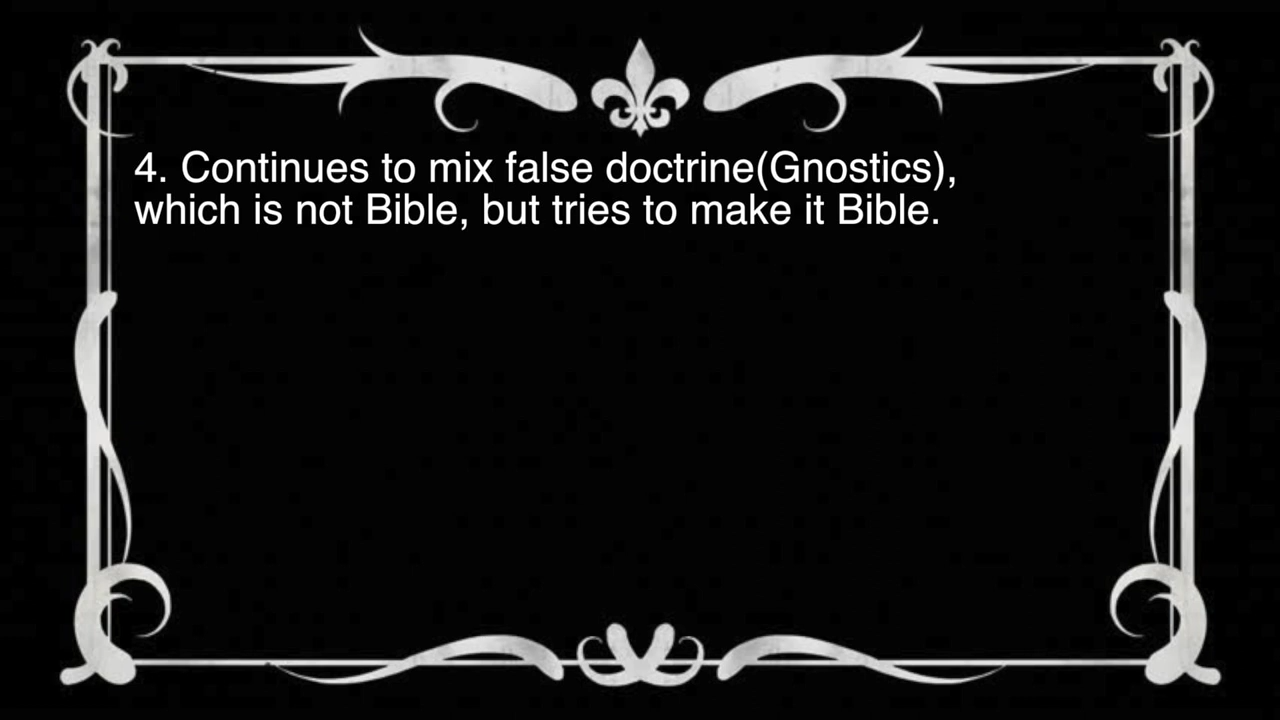 4. Continues to mix false doctrine(Gnostics),
which is not Bible, but tries to make it Bible.